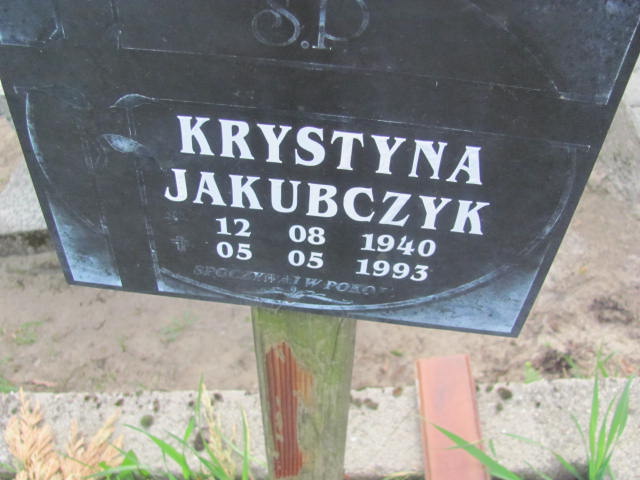 Ś.P
KRYSTYNA
JAKUBCZYK
12 08 1940
05 05 1993
SPOCZYWAJ W POKOJU